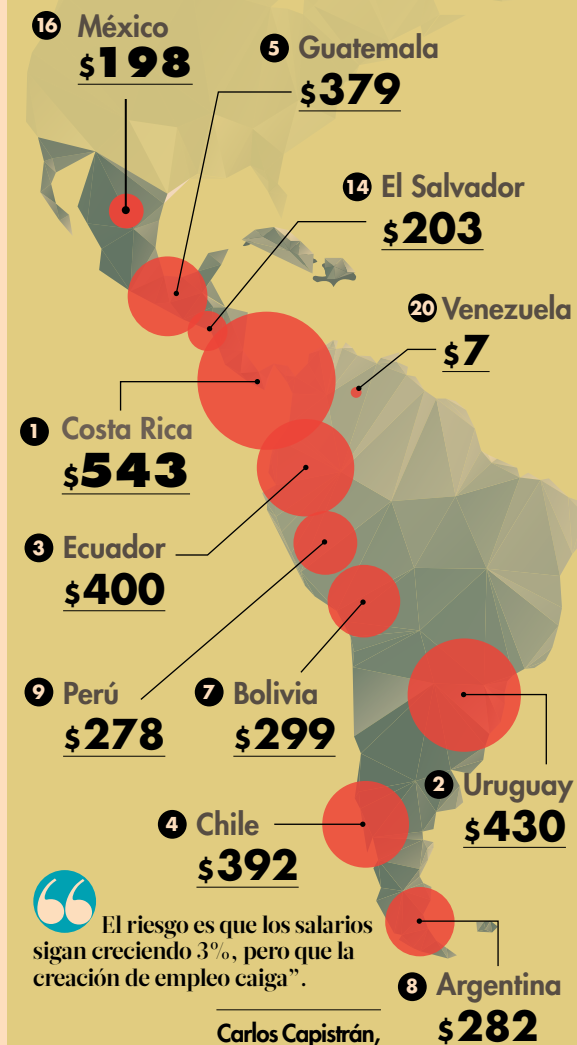 16 México
$198
5 Guatemala
$379
14 El Salvador
$203
20 Venezuela
$7
1 Costa Rica
$543
3 Ecuador
$400
9 Perú
$278
7 Bolivia
$299
2 Uruguay
$430
4 Chile
$392
“ El riesgo es que los salarios
sigan creciendo 3%, pero que la
creación de empleo caiga”.
8 Argentina
$282
Carlos Capistrán,